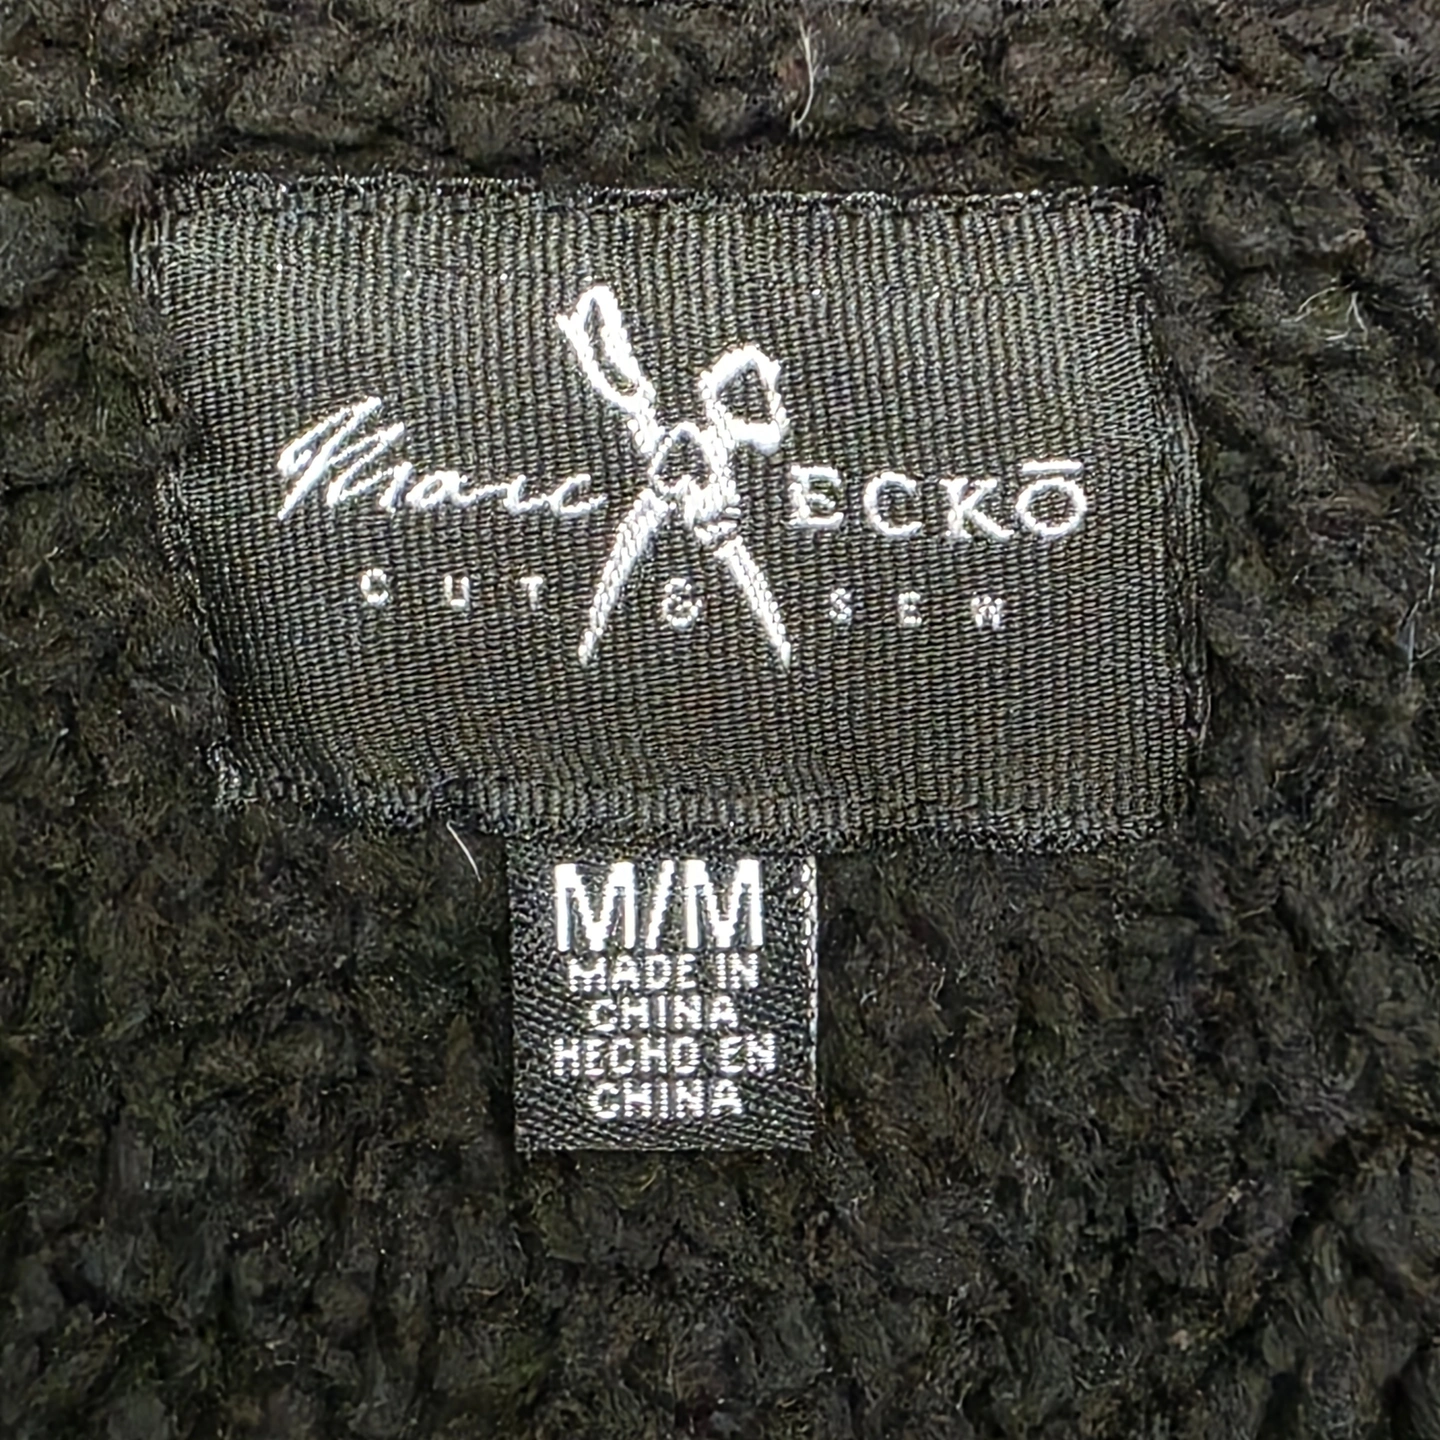 Marc ECKŌ
CUT & SEW
M/M
MADE IN
CHINA
HECHO EN
CHINA